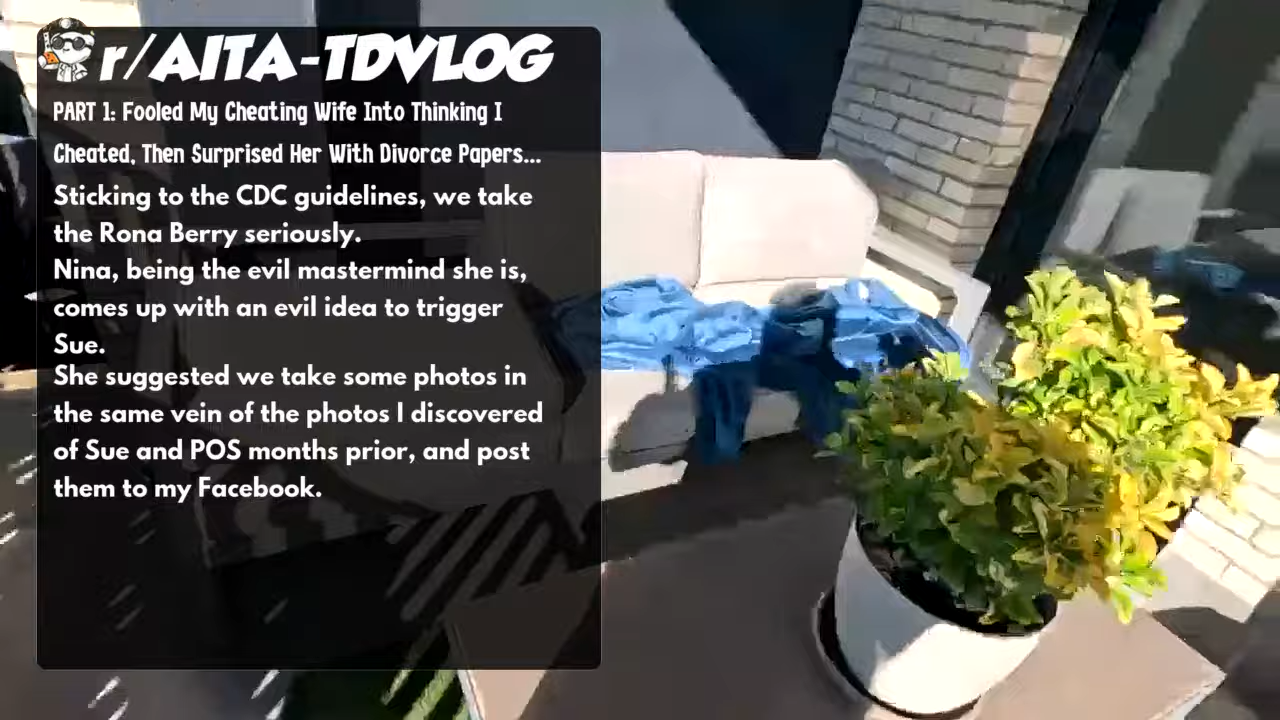 r/AITA-TDVLOG
PART 1: Fooled My Cheating Wife Into Thinking I
Cheated, Then Surprised Her With Divorce Papers...
Sticking to the CDC guidelines, we take
the Rona Berry seriously.
Nina, being the evil mastermind she is,
comes up with an evil idea to trigger
Sue.
She suggested we take some photos in
the same vein of the photos I discovered
of Sue and POS months prior, and post
them to my Facebook.